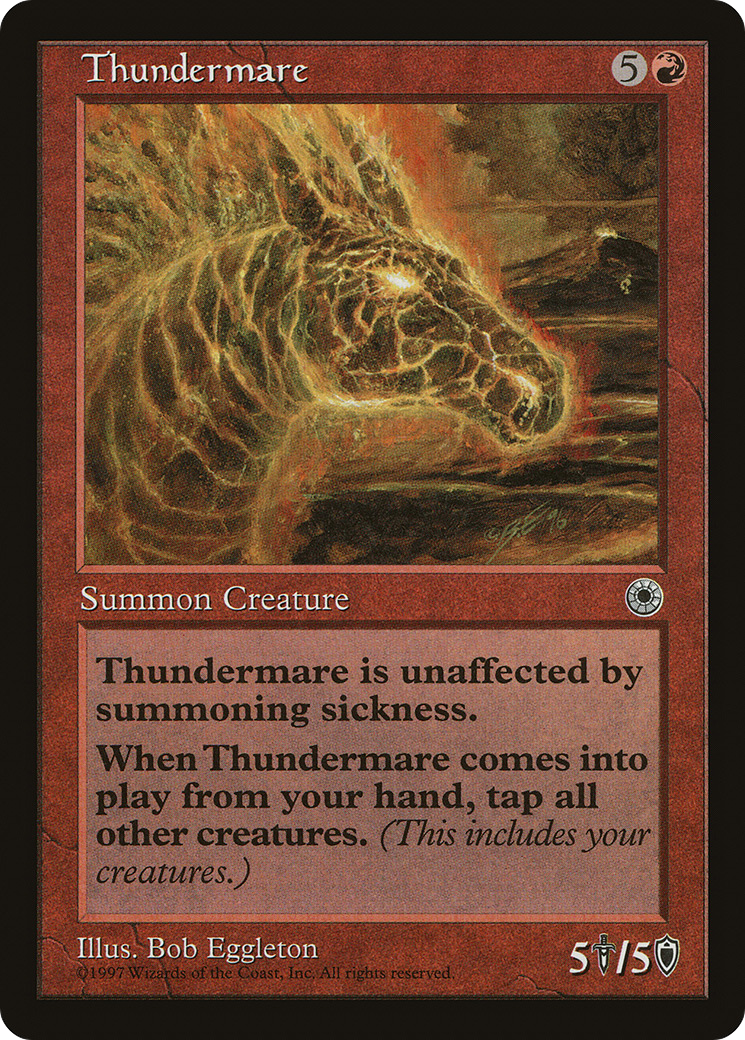 Thundermare 5
Summon Creature
Thundermare is unaffected by
summoning sickness.
When Thundermare comes into
play from your hand, tap all
other creatures. (This includes your
creatures.)
Illus. Bob Eggleton
©1997 Wizards of the Coast, Inc. All rights reserved.
5/5